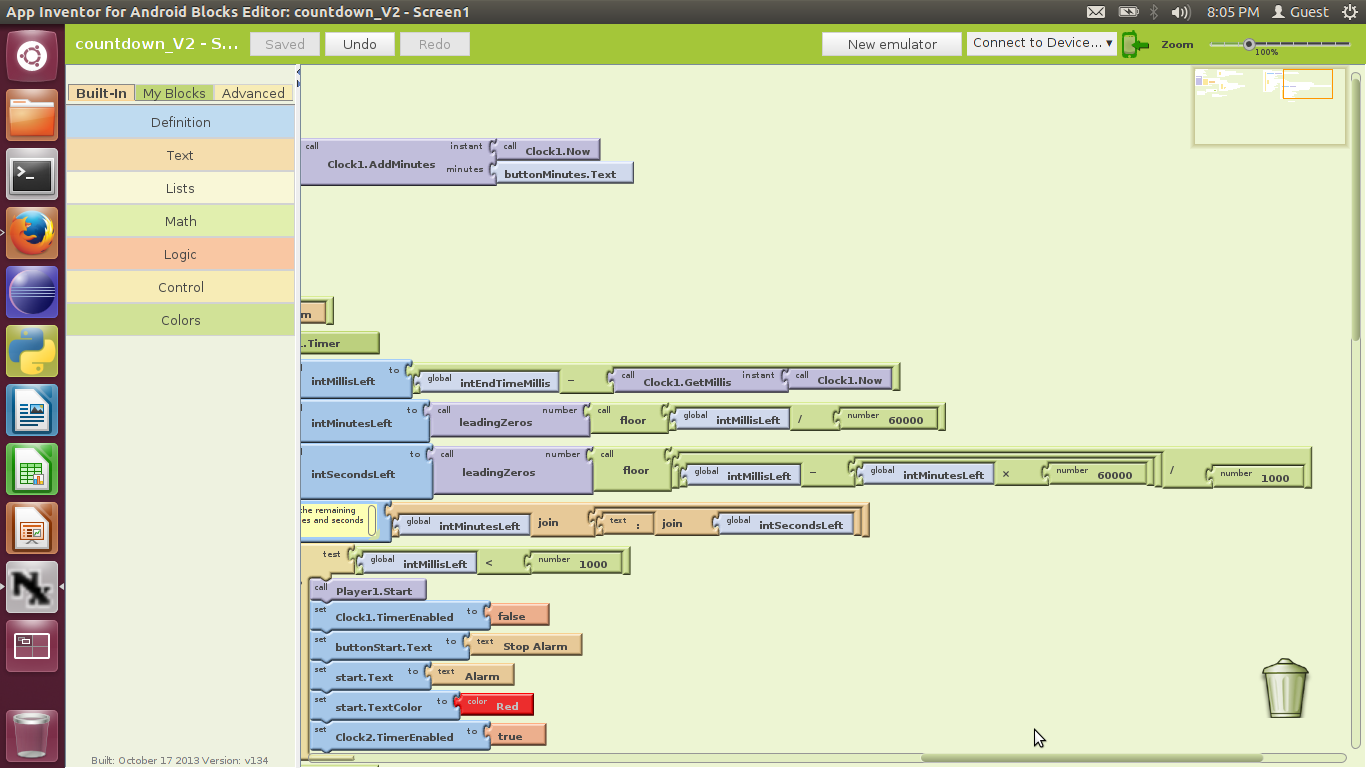 App Inventor for Android Blocks Editor: countdown_V2 - Screen1
8:05 PM Guest
countdown_V2 - S... Saved Undo Redo New emulator Connect to Device... Zoom 100%
Built-In My Blocks Advanced
Definition
Text
Lists
Math
Logic
Control
Colors
call Clock1.AddMinutes instant call Clock1.Now
minutes buttonMinutes.Text
m
.Timer
intMillisLeft to global intEndTimeMillis - call Clock1.GetMillis instant call Clock1.Now
intMinutesLeft to call leadingZeros number call floor global intMillisLeft / number 60000
intSecondsLeft to call leadingZeros number call floor global intMillisLeft - global intMinutesLeft × number 60000 / number 1000
the remaining
es and seconds
global intMinutesLeft join text : join global intSecondsLeft
test global intMillisLeft < number 1000
call Player1.Start
set Clock1.TimerEnabled to false
set buttonStart.Text to text Stop Alarm
set start.Text to text Alarm
set start.TextColor to color Red
set Clock2.TimerEnabled to true
Built: October 17 2013 Version: v134